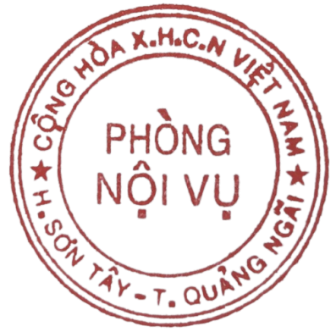 CỘNG HÒA X.H.C.N VIỆT NAM
PHÒNG
NỘI VỤ
★ H. SƠN TÂY - T. QUẢNG NGÃI ★